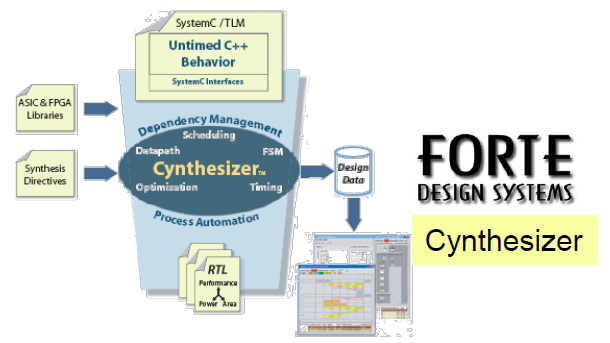 SystemC / TLM
Untimed C++
Behavior
SystemC Interfaces
ASIC & FPGA
Libraries
Synthesis
Directives
Dependency Management
Scheduling
Datapath
FSM
Cynthesizer™
Optimization
Timing
Process Automation
Design
Data
RTL
Performance
Power Area
FORTE
DESIGN SYSTEMS
Cynthesizer